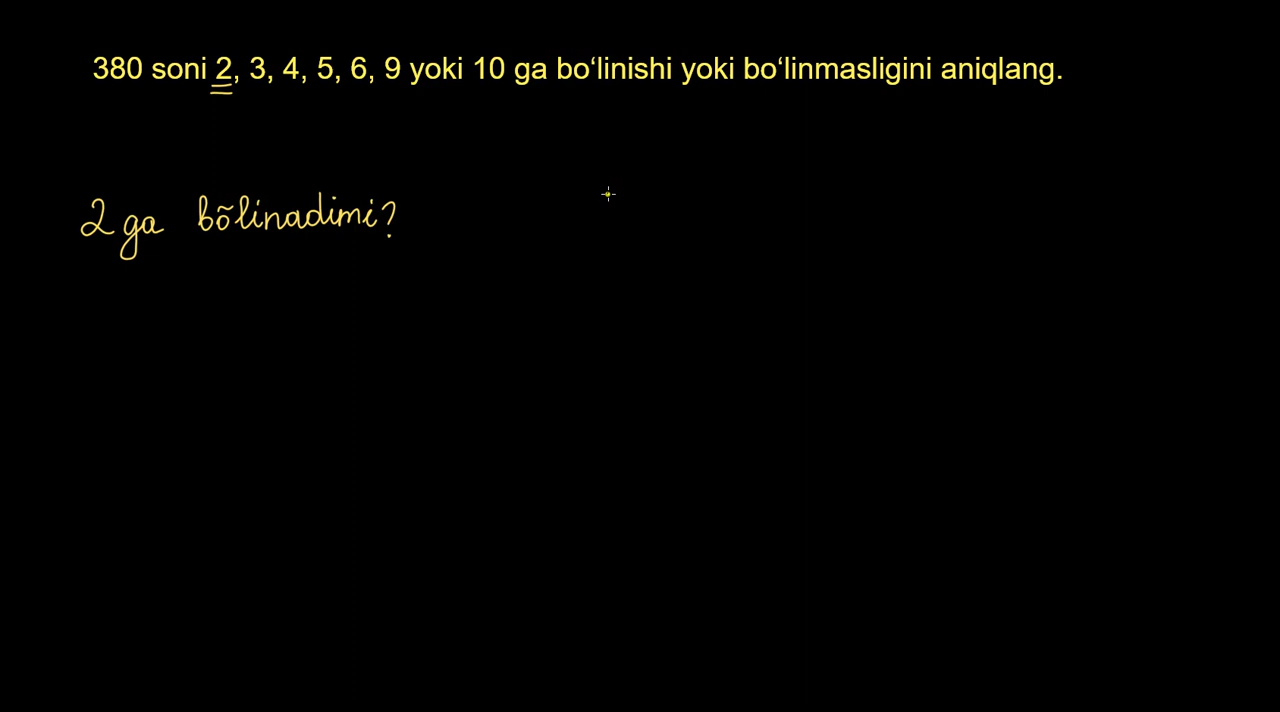 380 soni 2, 3, 4, 5, 6, 9 yoki 10 ga bo‘linishi yoki bo‘linmasligini aniqlang.
2 ga bõlinadimi?